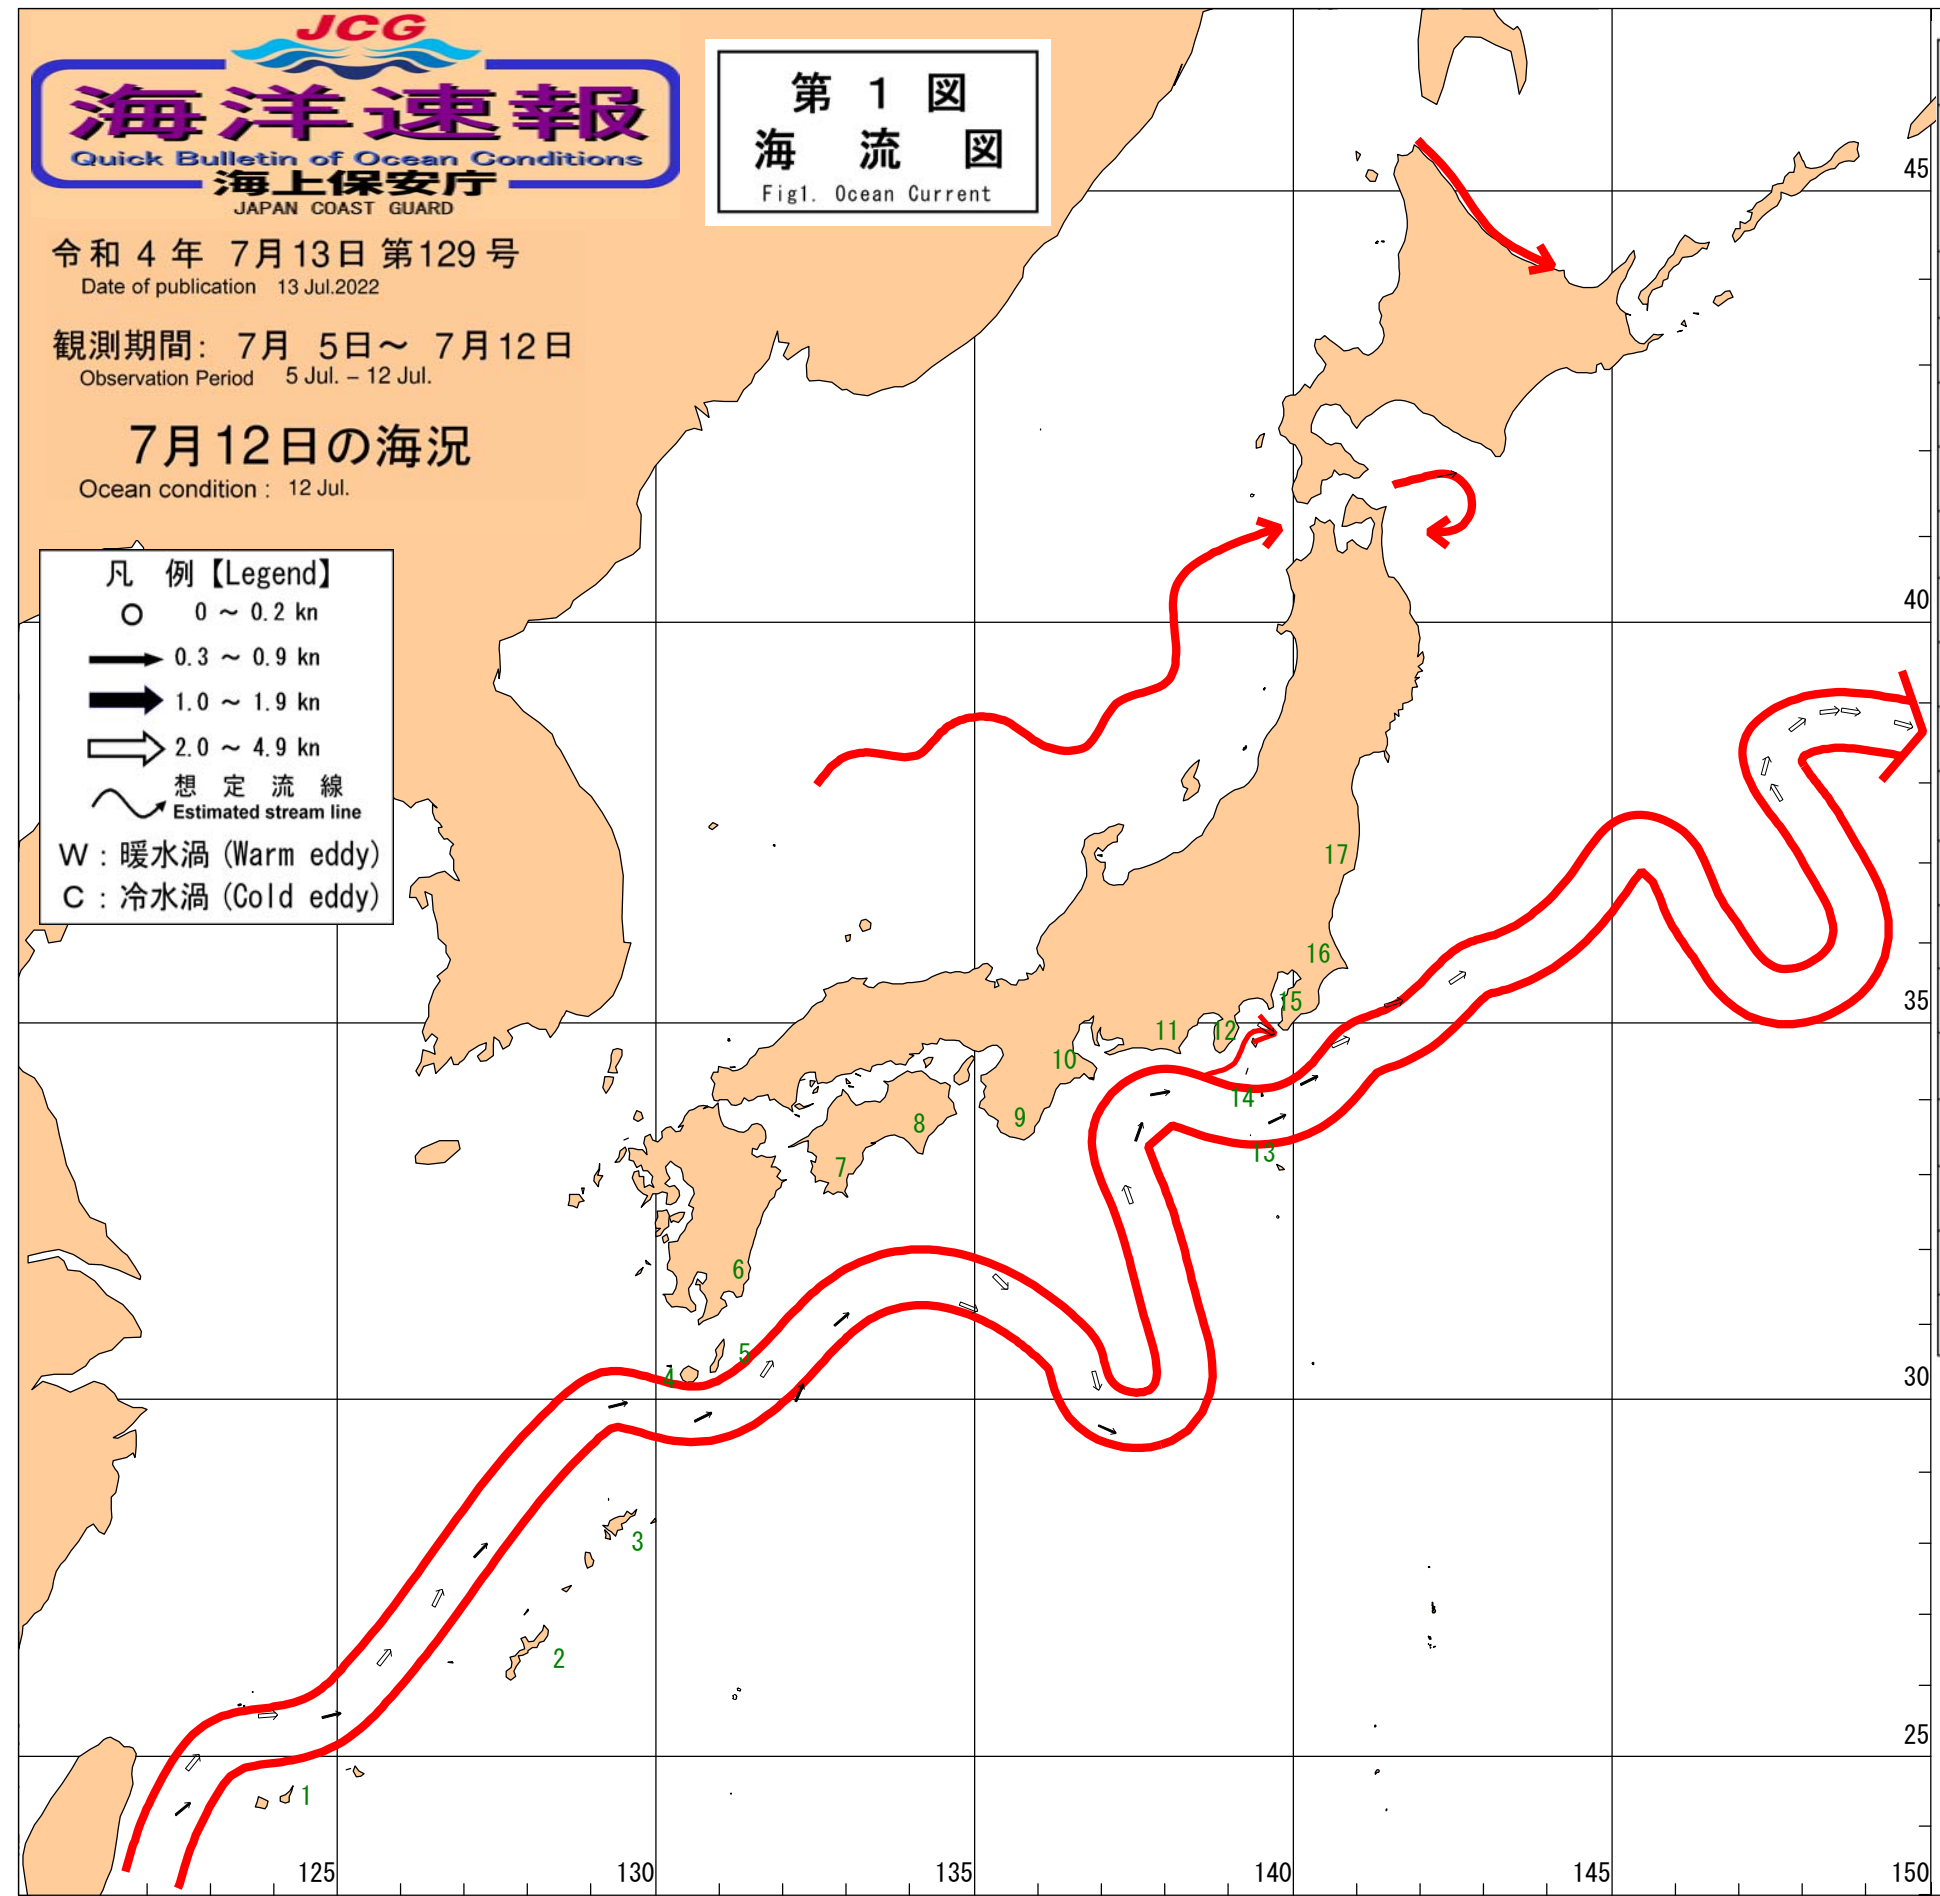 JCG
海洋速報
Quick Bulletin of Ocean Conditions
海上保安庁
JAPAN COAST GUARD
第 1 図
海 流 図
Fig1. Ocean Current
令和 4 年 7月13日 第129 号
Date of publication 13 Jul.2022
観測期間: 7月 5日～ 7月12日
Observation Period 5 Jul. – 12 Jul.
7月12日の海況
Ocean condition : 12 Jul.
凡 例【Legend】
0 ～ 0.2 kn
0.3 ～ 0.9 kn
1.0 ～ 1.9 kn
2.0 ～ 4.9 kn
想 定 流 線
Estimated stream line
W : 暖水渦 (Warm eddy)
C : 冷水渦 (Cold eddy)
45
40
17
16
35
15
12
11
10
14
9
8
13
7
6
5
4
30
3
2
25
1
125
130
135
140
145
150